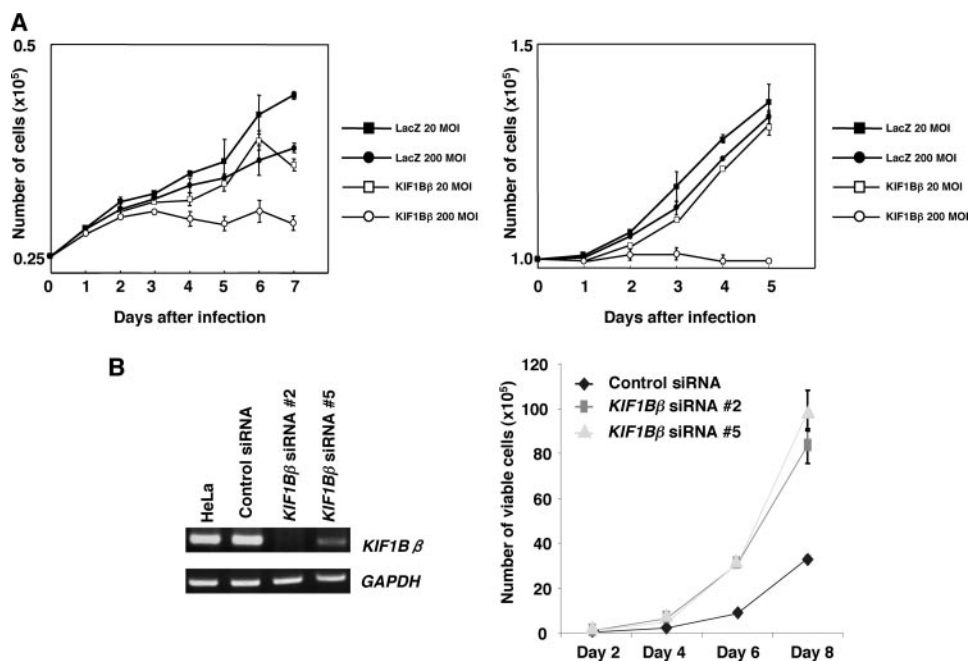 A
Number of cells (x10⁵)
0.5
0.25
0 1 2 3 4 5 6 7
Days after infection
LacZ 20 MOI
LacZ 200 MOI
KIF1Bβ 20 MOI
KIF1Bβ 200 MOI
Number of cells (x10⁵)
1.5
1.0
0 1 2 3 4 5
Days after infection
LacZ 20 MOI
LacZ 200 MOI
KIF1Bβ 20 MOI
KIF1Bβ 200 MOI
B
HeLa
Control siRNA
KIF1Bβ siRNA #2
KIF1Bβ siRNA #5
KIF1B β
GAPDH
Number of viable cells (x10⁵)
120
100
80
60
40
20
0
Control siRNA
KIF1Bβ siRNA #2
KIF1Bβ siRNA #5
Day 2 Day 4 Day 6 Day 8